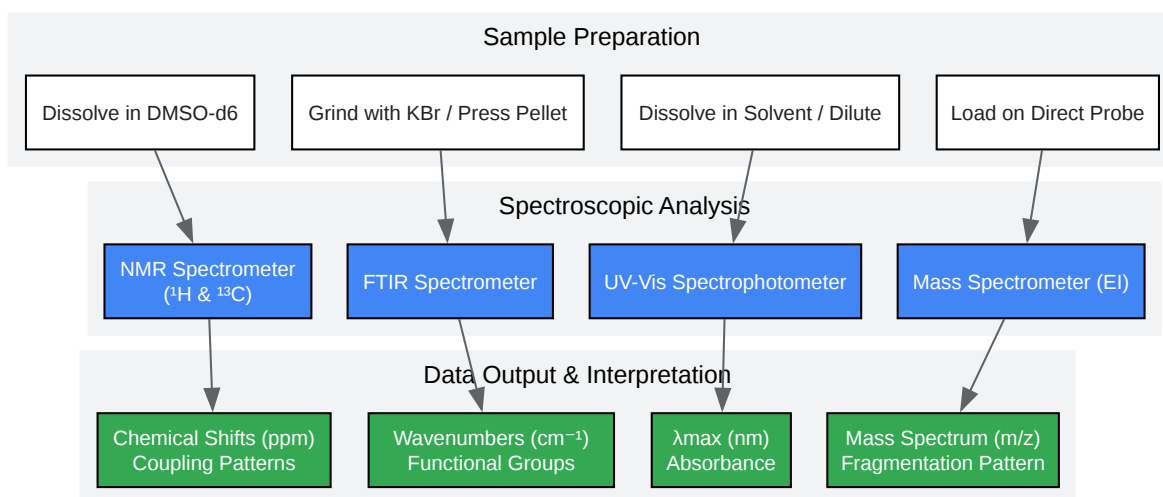 Sample Preparation
Dissolve in DMSO-d6
Grind with KBr / Press Pellet
Dissolve in Solvent / Dilute
Load on Direct Probe
Spectroscopic Analysis
NMR Spectrometer
(¹H & ¹³C)
FTIR Spectrometer
UV-Vis Spectrophotometer
Mass Spectrometer (EI)
Data Output & Interpretation
Chemical Shifts (ppm)
Coupling Patterns
Wavenumbers (cm⁻¹)
Functional Groups
λmax (nm)
Absorbance
Mass Spectrum (m/z)
Fragmentation Pattern